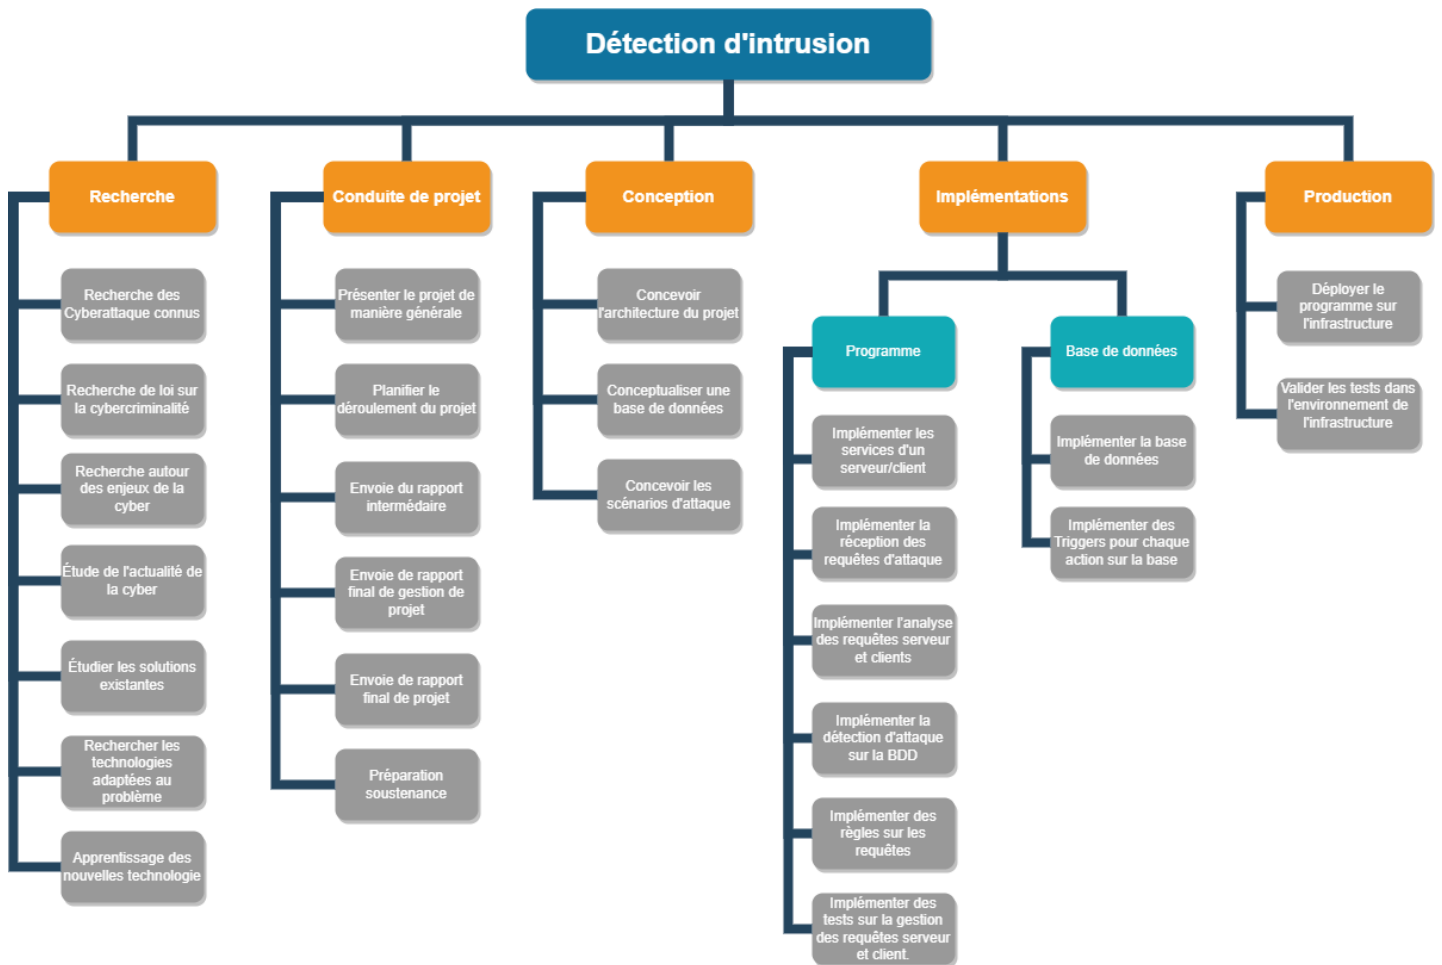 Détection d'intrusion
Recherche
Recherche des
Cyberattaque connus
Recherche de loi sur
la cybercriminalité
Recherche autour
des enjeux de la
cyber
Étude de l'actualité de
la cyber
Étudier les solutions
existantes
Rechercher les
technologies
adaptées au
problème
Apprentissage des
nouvelles technologie
Conduite de projet
Présenter le projet de
manière générale
Planifier le
déroulement du projet
Envoie du rapport
intermédaire
Envoie de rapport
final de gestion de
projet
Envoie de rapport
final de projet
Préparation
soustenance
Conception
Concevoir
l'architecture du projet
Conceptualiser une
base de données
Concevoir les
scénarios d'attaque
Implémentations
Programme
Implémenter les
services d'un
serveur/client
Implémenter la
réception des
requêtes d'attaque
Implémenter l'analyse
des requêtes serveur
et clients
Implémenter la
détection d'attaque
sur la BDD
Implémenter des
règles sur les
requêtes
Implémenter des
tests sur la gestion
des requêtes serveur
et client.
Base de données
Implémenter la base
de données
Implémenter des
Triggers pour chaque
action sur la base
Production
Déployer le
programme sur
l'infrastructure
Valider les tests dans
l'environnement de
l'infrastructure